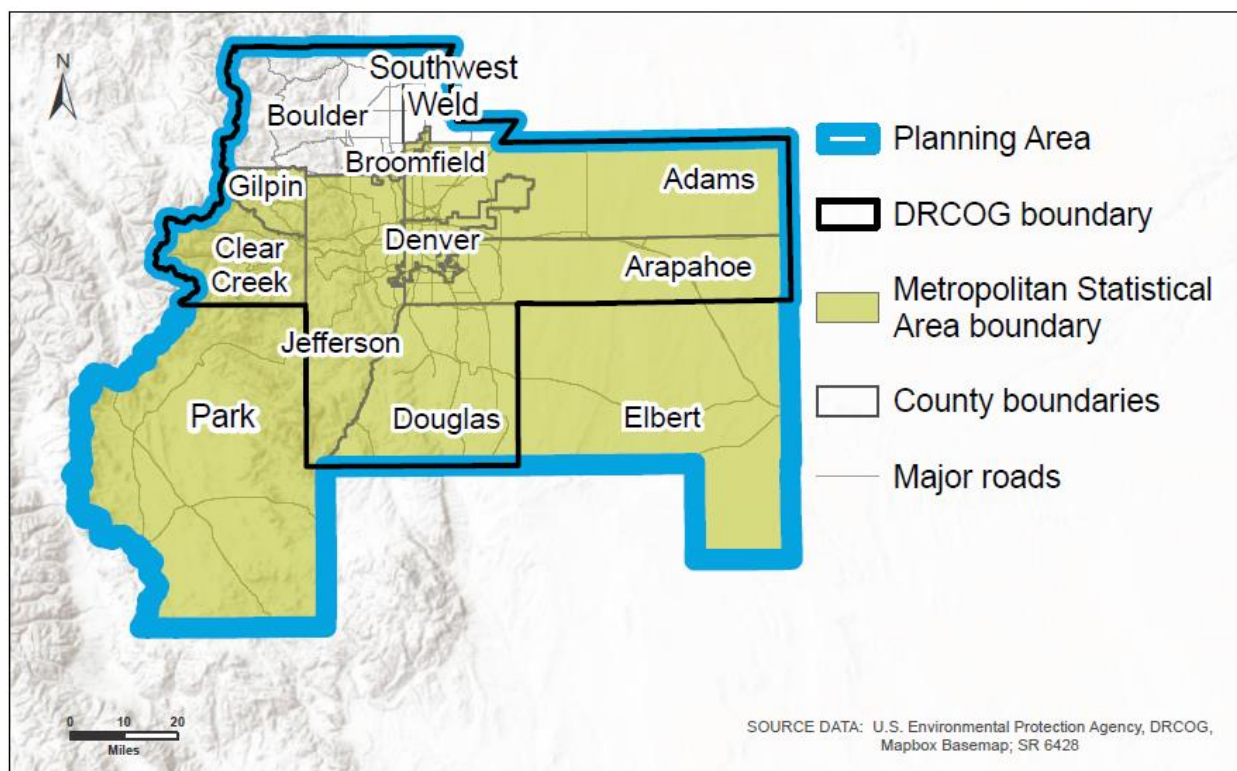 N
Southwest
Weld
Boulder
Broomfield
Gilpin
Adams
Clear
Creek
Denver
Arapahoe
Jefferson
Park
Douglas
Elbert
Planning Area
DRCOG boundary
Metropolitan Statistical
Area boundary
County boundaries
Major roads
0 10 20
Miles
SOURCE DATA: U.S. Environmental Protection Agency, DRCOG,
Mapbox Basemap; SR 6428